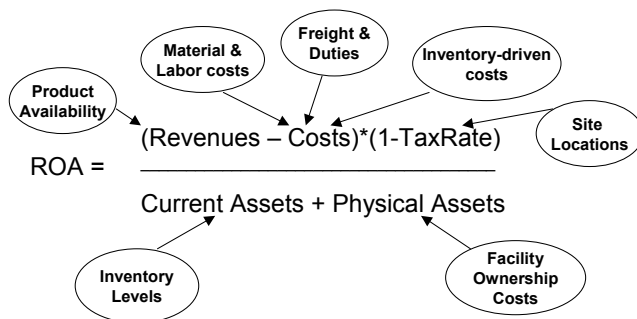 Freight &
Duties
Material &
Labor costs
Inventory-driven
costs
Product
Availability
(Revenues – Costs)*(1-TaxRate)
Site
Locations
ROA =
Current Assets + Physical Assets
Inventory
Levels
Facility
Ownership
Costs